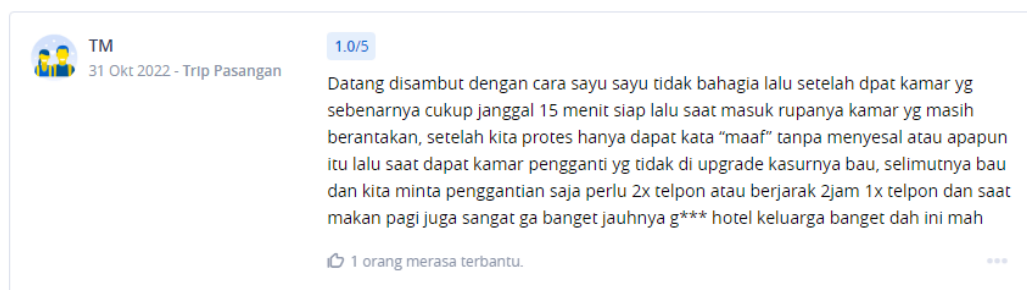 TM
31 Okt 2022 - Trip Pasangan
1.0/5
Datang disambut dengan cara sayu sayu tidak bahagia lalu setelah dpat kamar yg
sebenarnya cukup janggal 15 menit siap lalu saat masuk rupanya kamar yg masih
berantakan, setelah kita protes hanya dapat kata “maaf” tanpa menyesal atau apapun
itu lalu saat dapat kamar pengganti yg tidak di upgrade kasurnya bau, selimutnya bau
dan kita minta penggantian saja perlu 2x telpon atau berjarak 2jam 1x telpon dan saat
makan pagi juga sangat ga banget jauhnya g*** hotel keluarga banget dah ini mah
1 orang merasa terbantu.